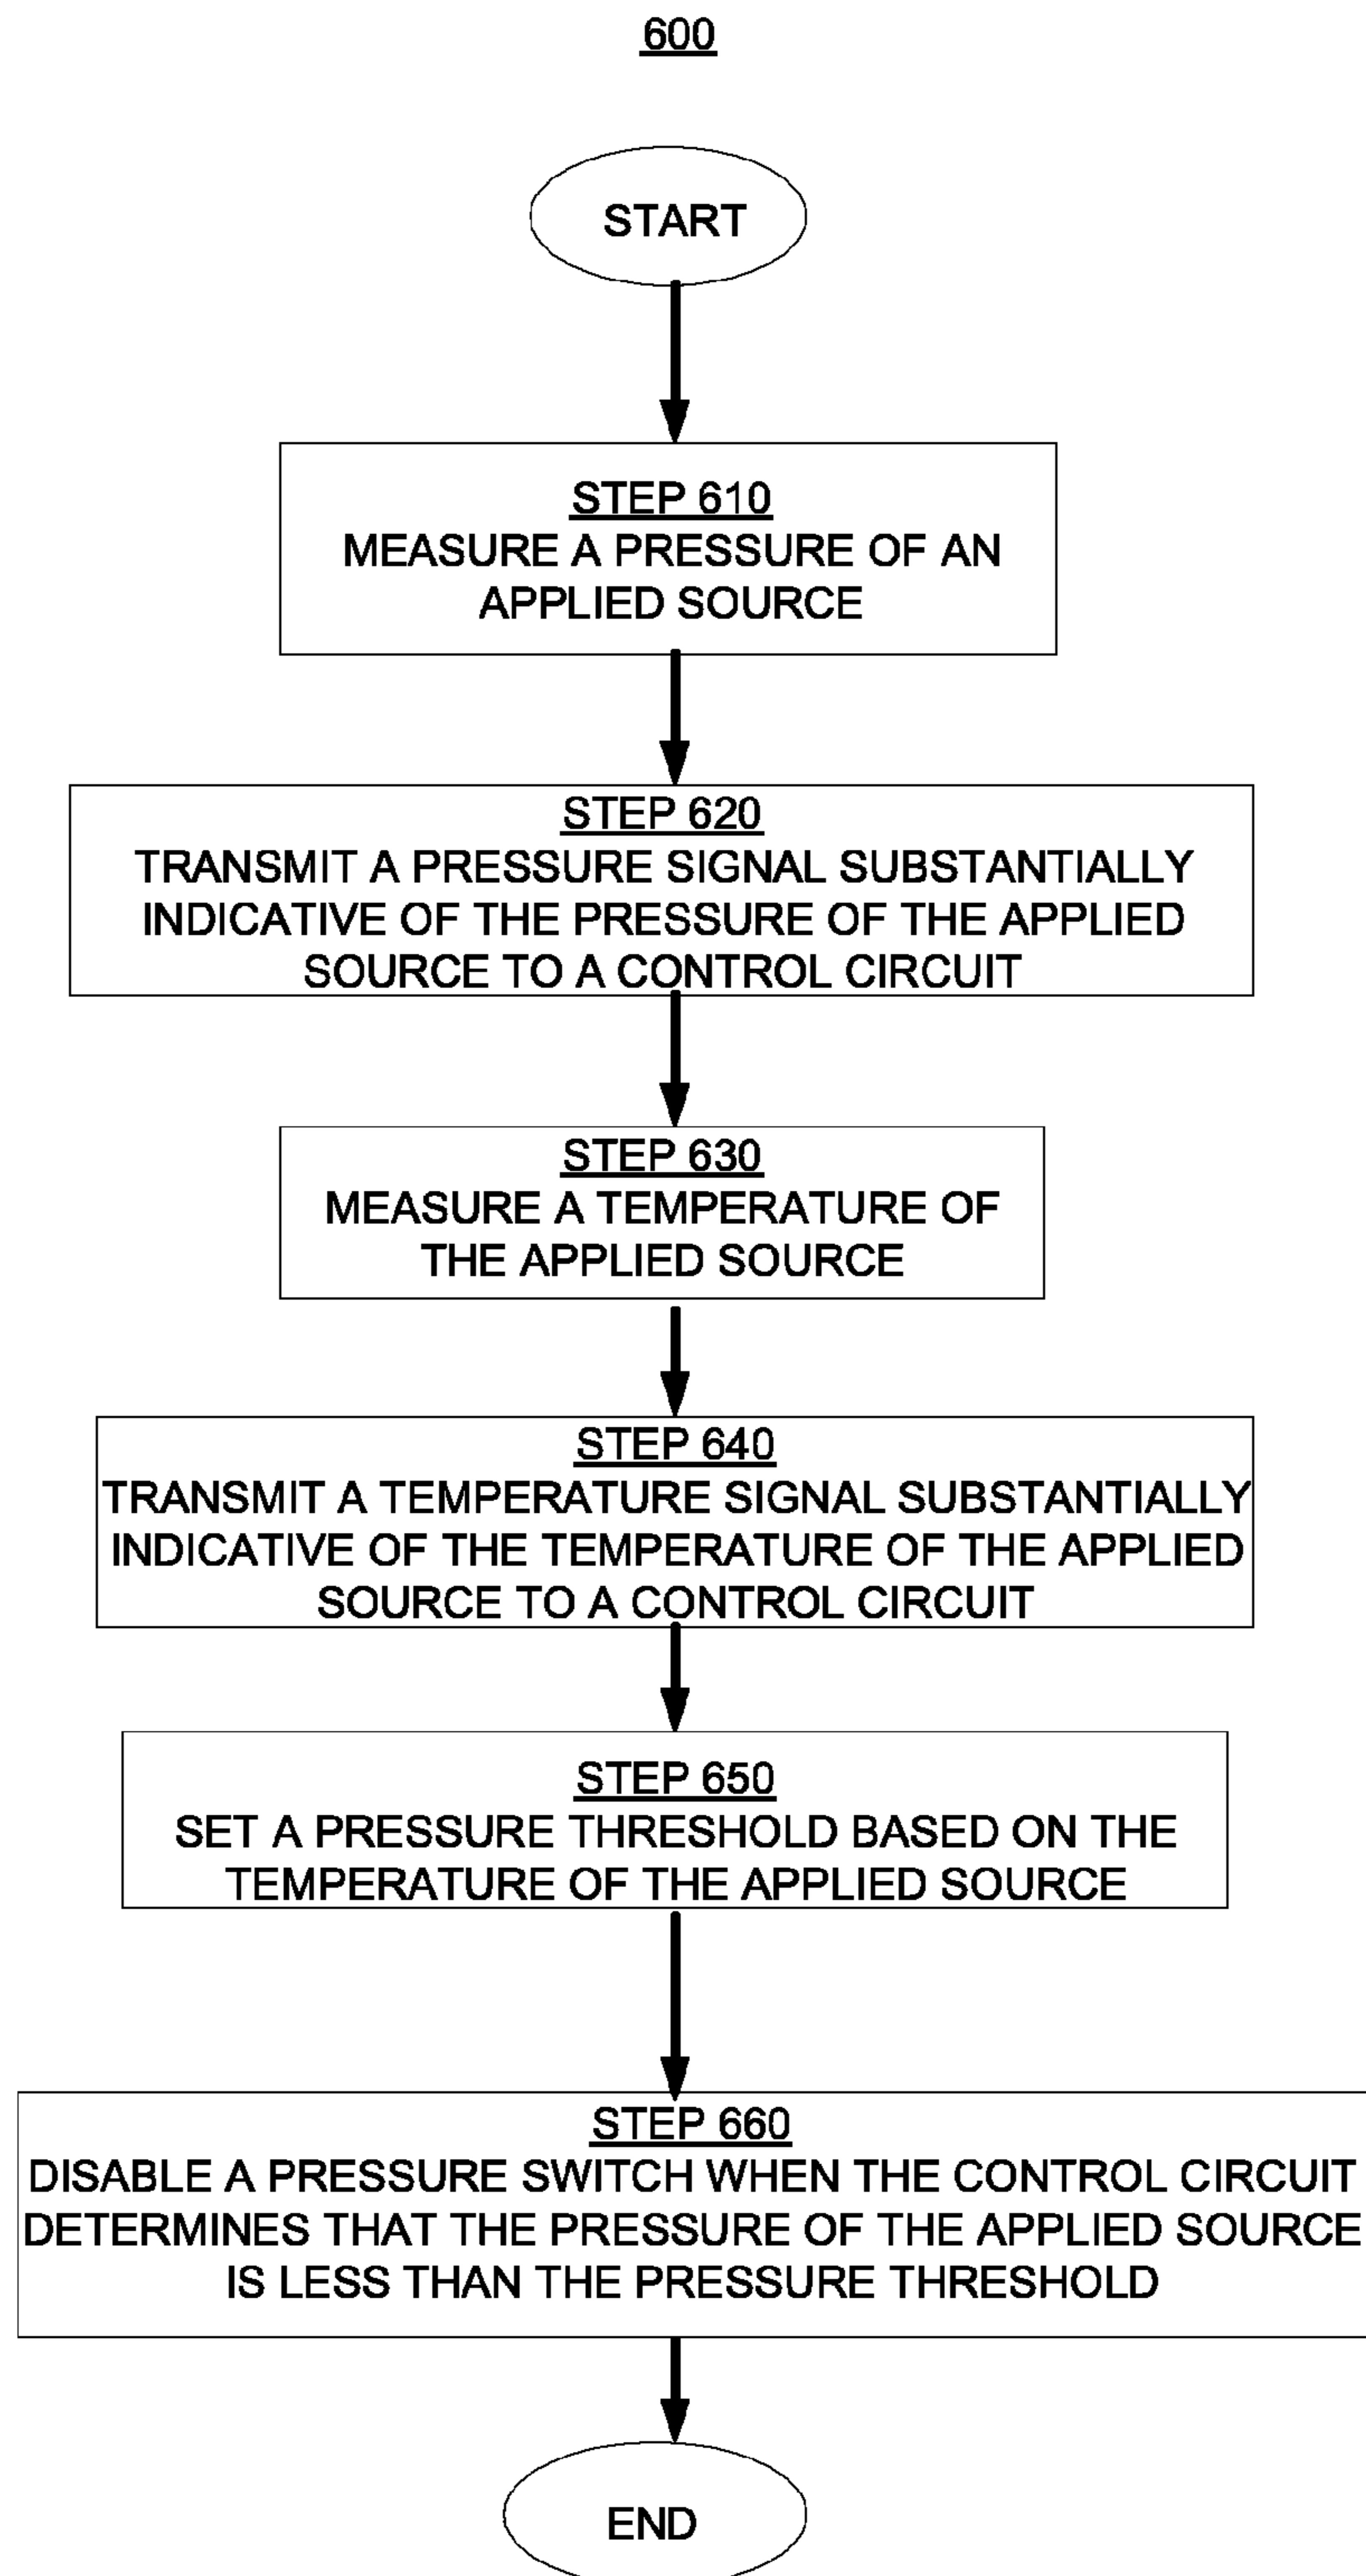 600
START
STEP 610
MEASURE A PRESSURE OF AN
APPLIED SOURCE
STEP 620
TRANSMIT A PRESSURE SIGNAL SUBSTANTIALLY
INDICATIVE OF THE PRESSURE OF THE APPLIED
SOURCE TO A CONTROL CIRCUIT
STEP 630
MEASURE A TEMPERATURE OF
THE APPLIED SOURCE
STEP 640
TRANSMIT A TEMPERATURE SIGNAL SUBSTANTIALLY
INDICATIVE OF THE TEMPERATURE OF THE APPLIED
SOURCE TO A CONTROL CIRCUIT
STEP 650
SET A PRESSURE THRESHOLD BASED ON THE
TEMPERATURE OF THE APPLIED SOURCE
STEP 660
DISABLE A PRESSURE SWITCH WHEN THE CONTROL CIRCUIT
DETERMINES THAT THE PRESSURE OF THE APPLIED SOURCE
IS LESS THAN THE PRESSURE THRESHOLD
END